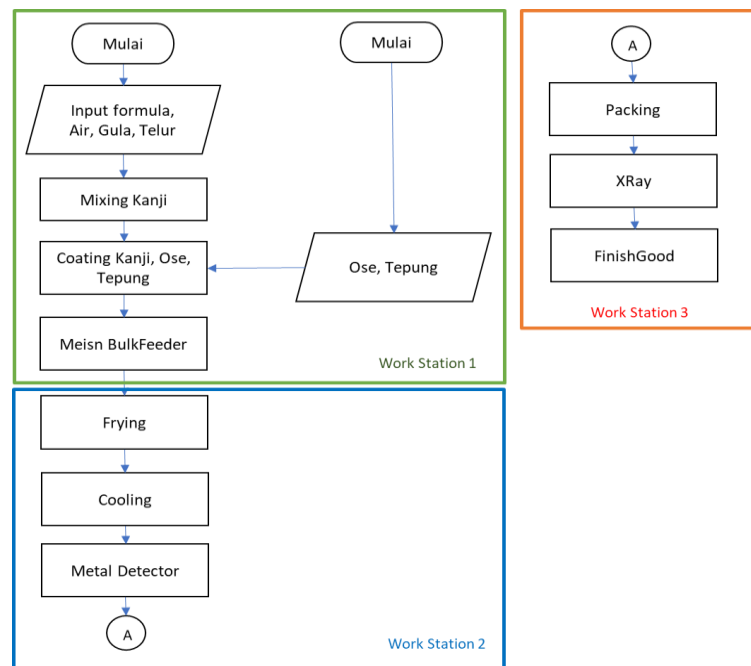 Mulai
Input formula,
Air, Gula, Telur
Mixing Kanji
Coating Kanji, Ose,
Tepung
Meisn BulkFeeder
Mulai
Ose, Tepung
Work Station 1
Frying
Cooling
Metal Detector
A
Work Station 2
A
Packing
XRay
FinishGood
Work Station 3